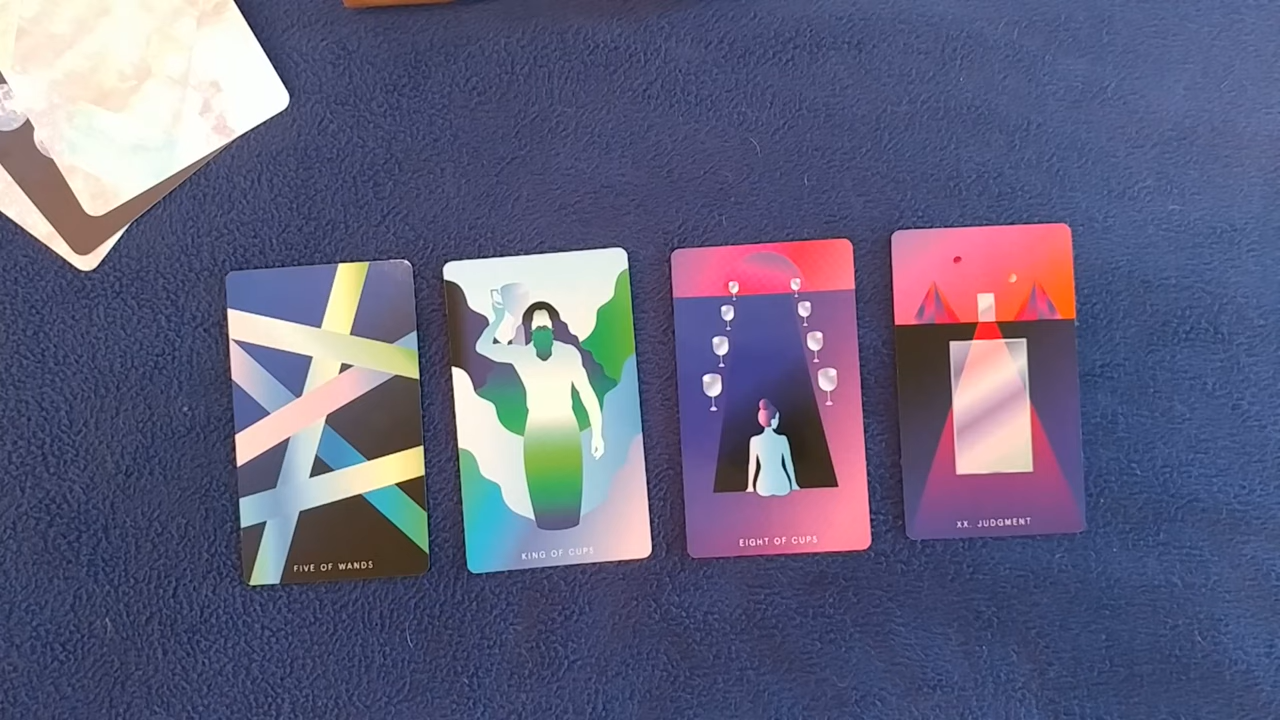 FIVE OF WANDS
KING OF CUPS
EIGHT OF CUPS
XX. JUDGMENT